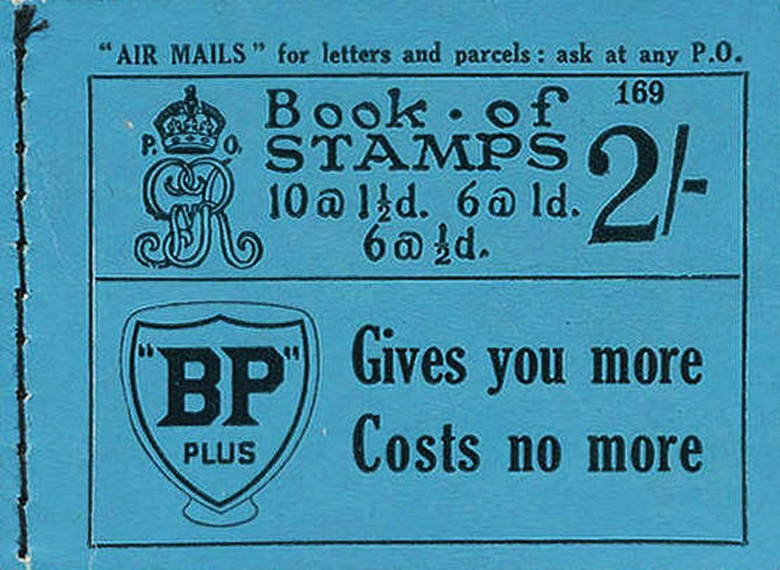 "AIR MAILS" for letters and parcels: ask at any P.O.
P. O.
GR
Book · of
STAMPS
10 @ 1½d. 6 @ 1d.
6 @ ½d.
169
2/-
"BP"
PLUS
Gives you more
Costs no more